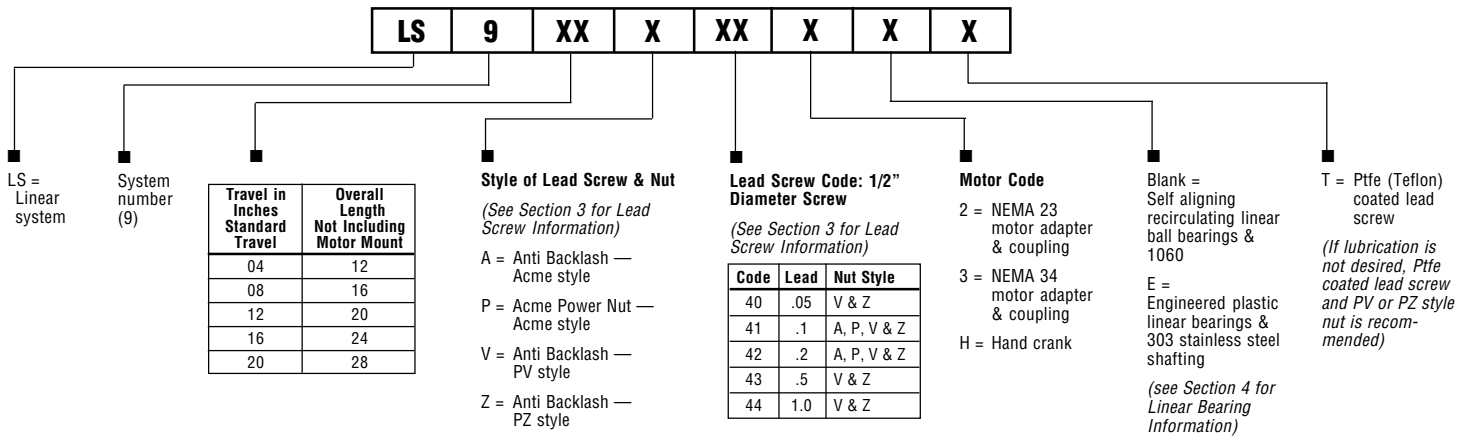 LS 9 XX X XX X X X
LS =
Linear
system
System
number
(9)
Travel in
Inches
Standard
Travel
Overall
Length
Not Including
Motor Mount
04 12
08 16
12 20
16 24
20 28
Style of Lead Screw & Nut
(See Section 3 for Lead
Screw Information)
A = Anti Backlash —
Acme style
P = Acme Power Nut —
Acme style
V = Anti Backlash —
PV style
Z = Anti Backlash —
PZ style
Lead Screw Code: 1/2”
Diameter Screw
(See Section 3 for Lead
Screw Information)
Code Lead Nut Style
40 .05 V & Z
41 .1 A, P, V & Z
42 .2 A, P, V & Z
43 .5 V & Z
44 1.0 V & Z
Motor Code
2 = NEMA 23
motor adapter
& coupling
3 = NEMA 34
motor adapter
& coupling
H = Hand crank
Blank =
Self aligning
recirculating linear
ball bearings &
1060
E =
Engineered plastic
linear bearings &
303 stainless steel
shafting
(see Section 4 for
Linear Bearing
Information)
T = Ptfe (Teflon)
coated lead
screw
(If lubrication is
not desired, Ptfe
coated lead screw
and PV or PZ style
nut is recom-
mended)